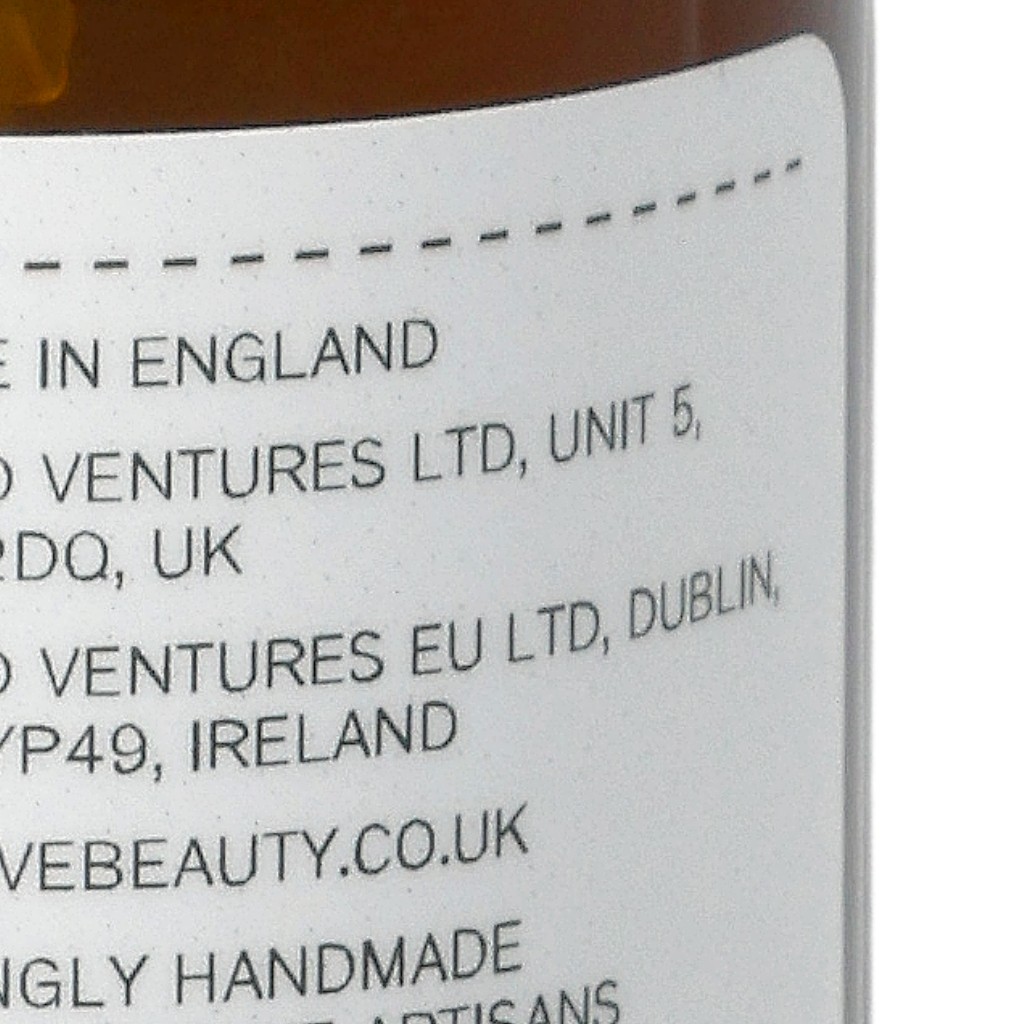 E IN ENGLAND
VENTURES LTD, UNIT 5,
2DQ, UK
VENTURES EU LTD, DUBLIN,
YP49, IRELAND
VEBEAUTY.CO.UK
NGLY HANDMADE
ARTISANS